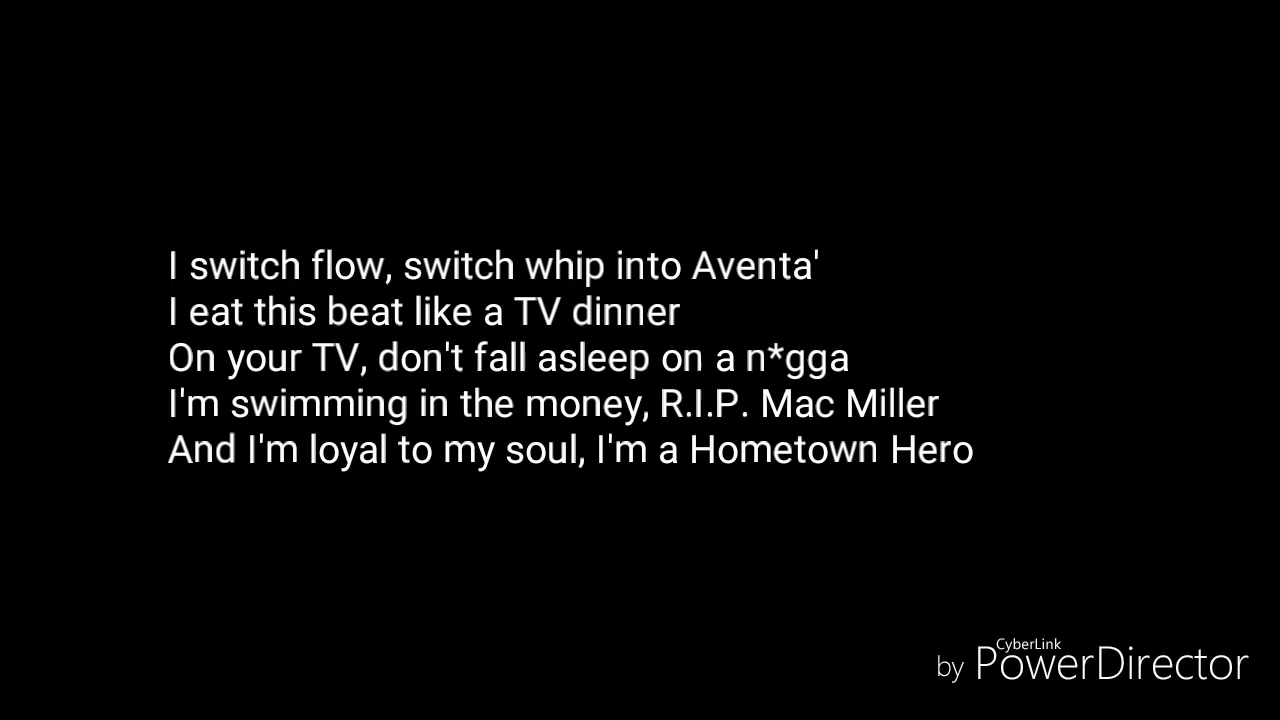 I switch flow, switch whip into Aventa'
I eat this beat like a TV dinner
On your TV, don't fall asleep on a n*gga
I'm swimming in the money, R.I.P. Mac Miller
And I'm loyal to my soul, I'm a Hometown Hero
CyberLink
by PowerDirector